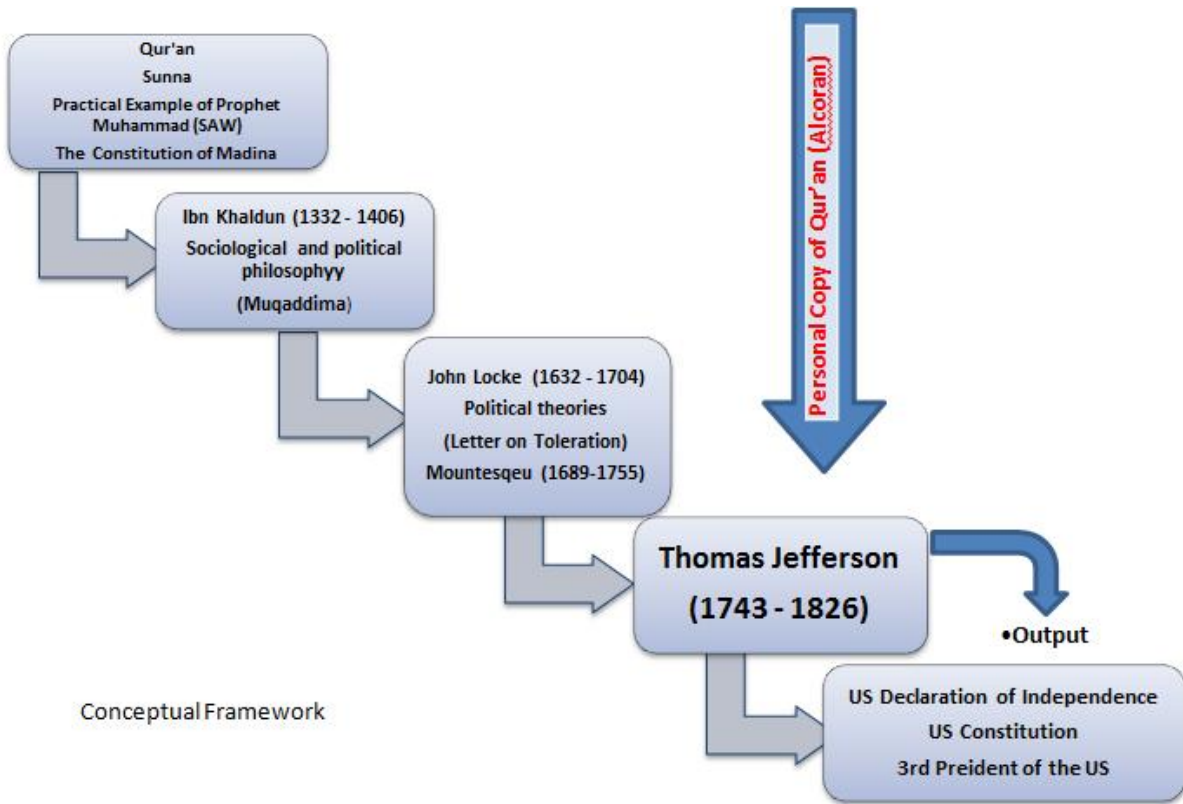 Qur'an
Sunna
Practical Example of Prophet
Muhammad (SAW)
The Constitution of Madina
Personal Copy of Qur'an (Alcoran)
Ibn Khaldun (1332 - 1406)
Sociological and political
philosophyy
(Muqaddima)
John Locke (1632 - 1704)
Political theories
(Letter on Toleration)
Mountesqeu (1689-1755)
Thomas Jefferson
(1743 - 1826)
•Output
US Declaration of Independence
US Constitution
3rd Preident of the US
Conceptual Framework